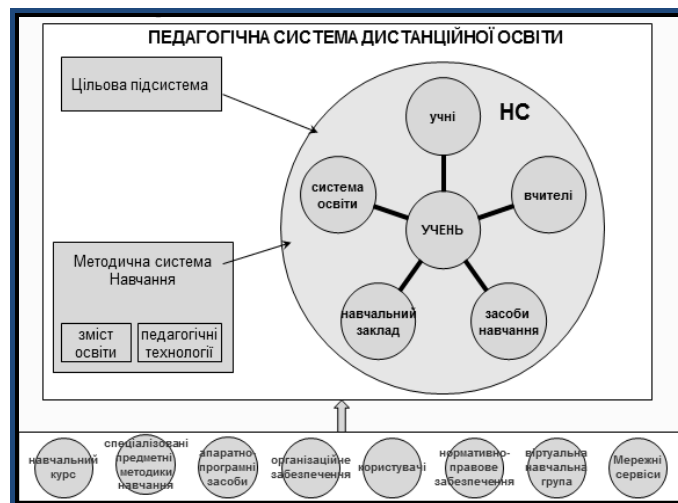 ПЕДАГОГІЧНА СИСТЕМА ДИСТАНЦІЙНОЇ ОСВІТИ
Цільова підсистема
НС
учні
система
освіти
вчителі
УЧЕНЬ
Методична система
Навчання
зміст
освіти
педагогічні
технології
навчальний
заклад
засоби
навчання
навчальний
курс
спеціалізовані
предметні
методики
навчання
апаратно-
програмні
засоби
організаційне
забезпечення
користувачі
нормативно-
правове
забезпечення
віртуальна
навчальна
група
Мережні
сервіси